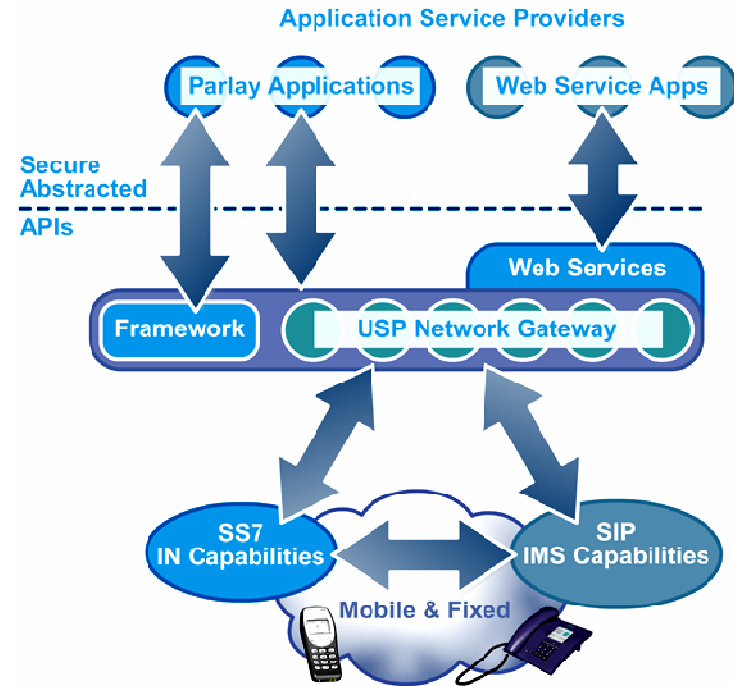 Application Service Providers
Parlay Applications
Web Service Apps
Secure
Abstracted
APIs
Web Services
Framework
USP Network Gateway
SS7
IN Capabilities
SIP
IMS Capabilities
Mobile & Fixed